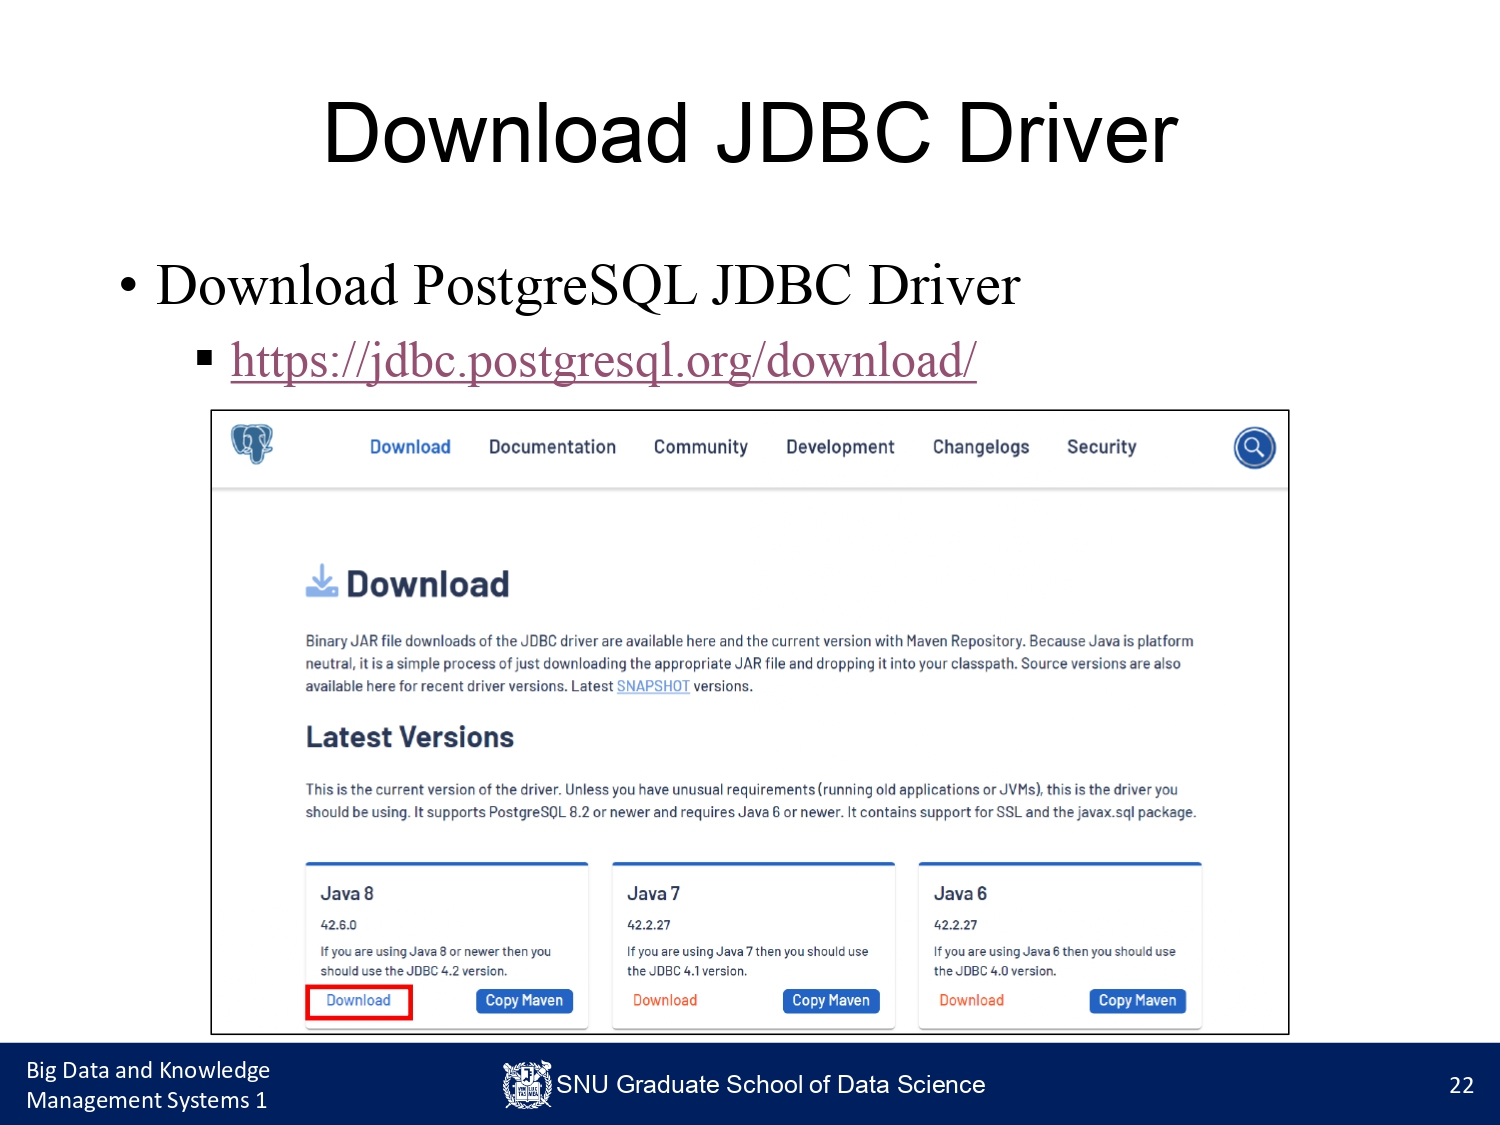 Download JDBC Driver
• Download PostgreSQL JDBC Driver
▪ https://jdbc.postgresql.org/download/
Download Documentation Community Development Changelogs Security
Download
Binary JAR file downloads of the JDBC driver are available here and the current version with Maven Repository. Because Java is platform
neutral, it is a simple process of just downloading the appropriate JAR file and dropping it into your classpath. Source versions are also
available here for recent driver versions. Latest SNAPSHOT versions.
Latest Versions
This is the current version of the driver. Unless you have unusual requirements (running old applications or JVMs), this is the driver you
should be using. It supports PostgreSQL 8.2 or newer and requires Java 6 or newer. It contains support for SSL and the javax.sql package.
Java 8
42.6.0
If you are using Java 8 or newer then you
should use the JDBC 4.2 version.
Download Copy Maven
Java 7
42.2.27
If you are using Java 7 then you should use
the JDBC 4.1 version.
Download Copy Maven
Java 6
42.2.27
If you are using Java 6 then you should use
the JDBC 4.0 version.
Download Copy Maven
Big Data and Knowledge
Management Systems 1
SNU Graduate School of Data Science
22